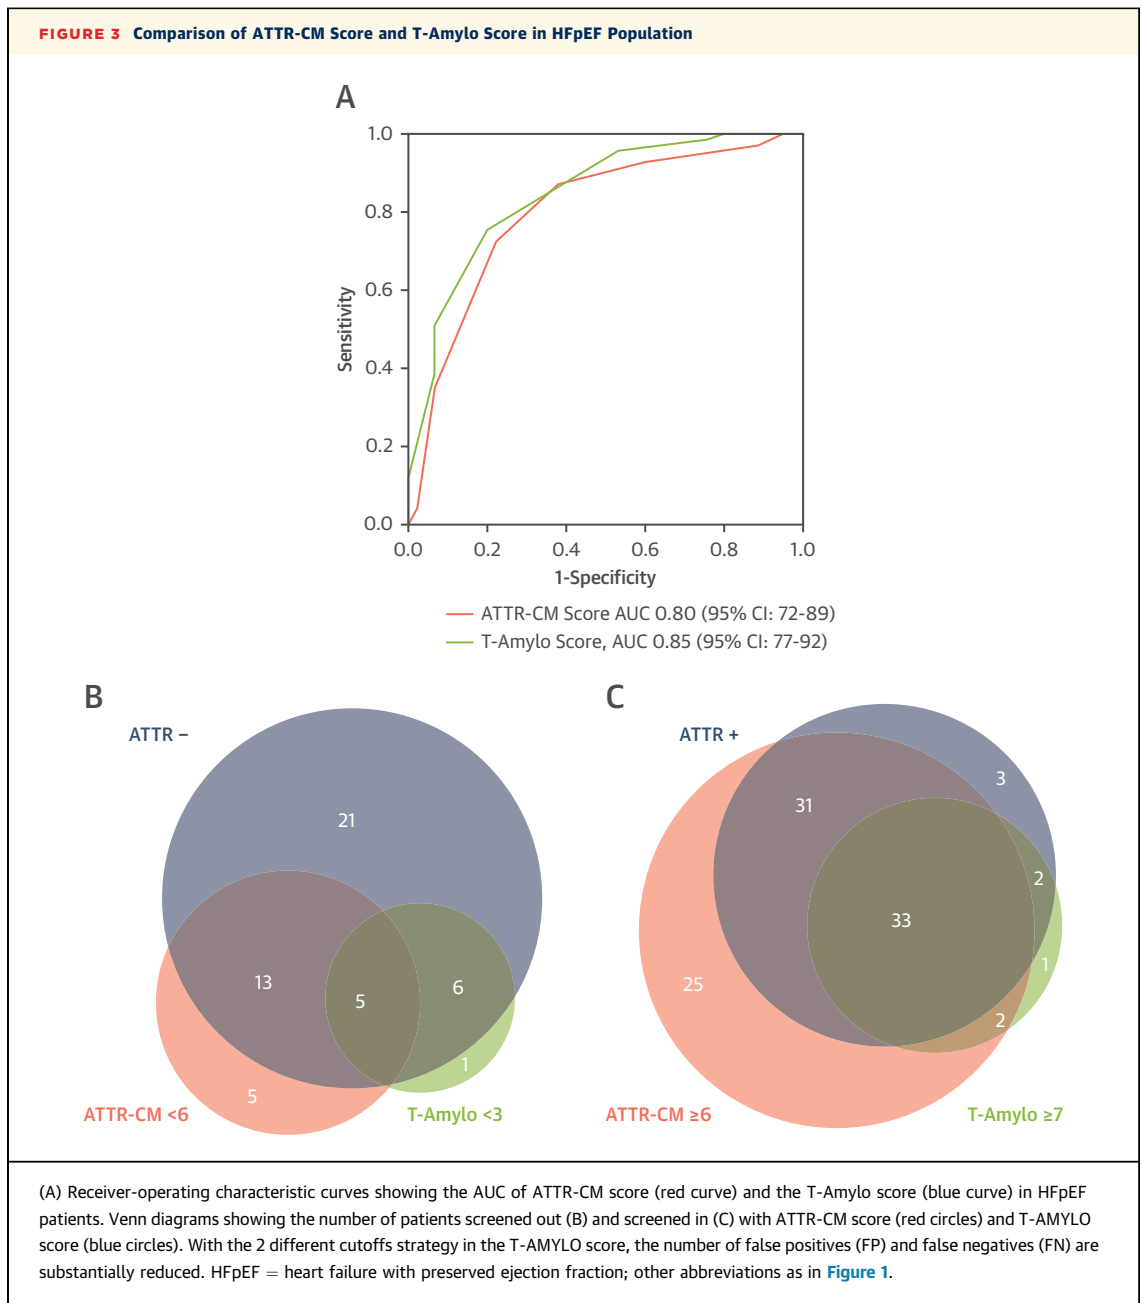 FIGURE 3 Comparison of ATTR-CM Score and T-Amylo Score in HFpEF Population
A
1.0
0.8
0.6
0.4
0.2
0.0
Sensitivity
0.0 0.2 0.4 0.6 0.8 1.0
1-Specificity
ATTR-CM Score AUC 0.80 (95% CI: 72-89)
T-Amylo Score, AUC 0.85 (95% CI: 77-92)
B
ATTR –
21
13
5
6
1
5
ATTR-CM <6
T-Amylo <3
C
ATTR +
3
31
2
33
1
25
2
ATTR-CM ≥6
T-Amylo ≥7
(A) Receiver-operating characteristic curves showing the AUC of ATTR-CM score (red curve) and the T-Amylo score (blue curve) in HFpEF
patients. Venn diagrams showing the number of patients screened out (B) and screened in (C) with ATTR-CM score (red circles) and T-AMYLO
score (blue circles). With the 2 different cutoffs strategy in the T-AMYLO score, the number of false positives (FP) and false negatives (FN) are
substantially reduced. HFpEF = heart failure with preserved ejection fraction; other abbreviations as in Figure 1.